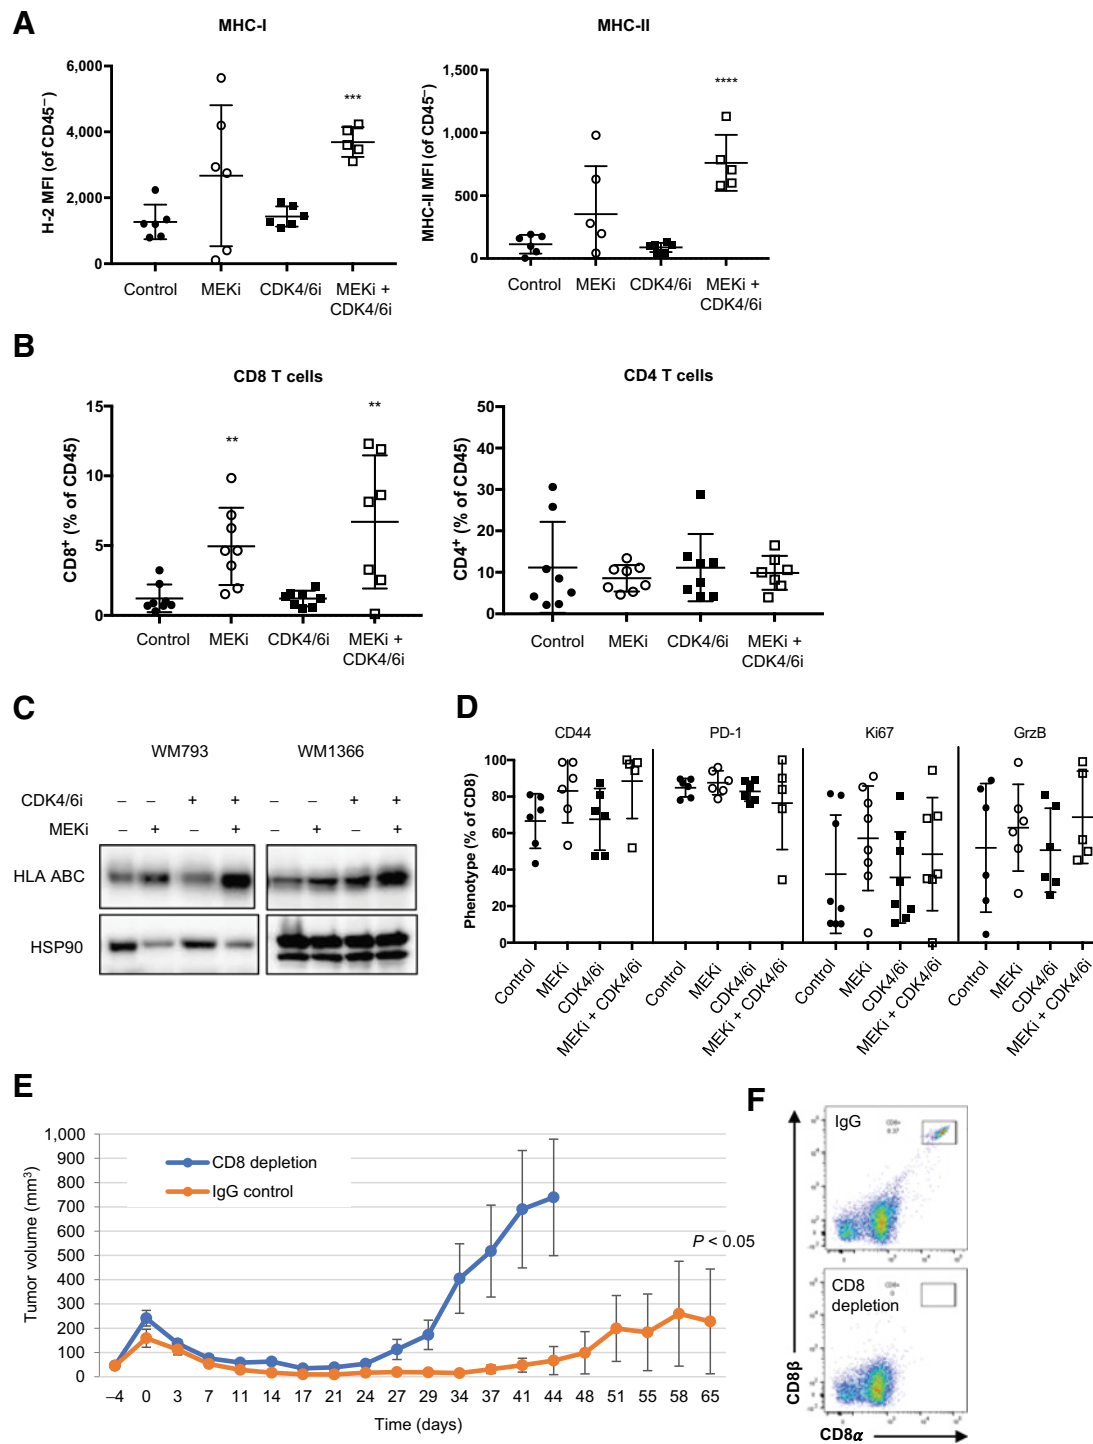 A
MHC-I
MHC-II
H-2 MFI (of CD45⁻)
6,000
4,000
2,000
0
***
Control
MEKi
CDK4/6i
MEKi +
CDK4/6i
MHC-II MFI (of CD45⁻)
1,500
1,000
500
0
****
Control
MEKi
CDK4/6i
MEKi +
CDK4/6i
B
CD8 T cells
CD4 T cells
CD8⁺ (% of CD45)
15
10
5
0
**
**
Control
MEKi
CDK4/6i
MEKi +
CDK4/6i
CD4⁺ (% of CD45)
50
40
30
20
10
0
Control
MEKi
CDK4/6i
MEKi +
CDK4/6i
C
WM793
WM1366
CDK4/6i – – + + – – + +
MEKi – + – + – + – +
HLA ABC
HSP90
D
CD44
PD-1
Ki67
GrzB
Phenotype (% of CD8)
100
80
60
40
20
0
Control
MEKi
CDK4/6i
MEKi + CDK4/6i
Control
MEKi
CDK4/6i
MEKi + CDK4/6i
Control
MEKi
CDK4/6i
MEKi + CDK4/6i
Control
MEKi
CDK4/6i
MEKi + CDK4/6i
E
Tumor volume (mm³)
1,000
900
800
700
600
500
400
300
200
100
0
CD8 depletion
IgG control
P < 0.05
–4 0 3 7 11 14 17 21 24 27 29 34 37 41 44 48 51 55 58 65
Time (days)
F
IgG
CD8
depletion
CD8β
CD8α